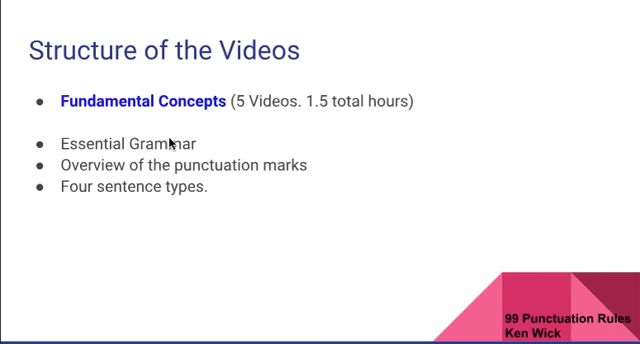 Structure of the Videos
● Fundamental Concepts (5 Videos. 1.5 total hours)
● Essential Grammar
● Overview of the punctuation marks
● Four sentence types.
99 Punctuation Rules
Ken Wick